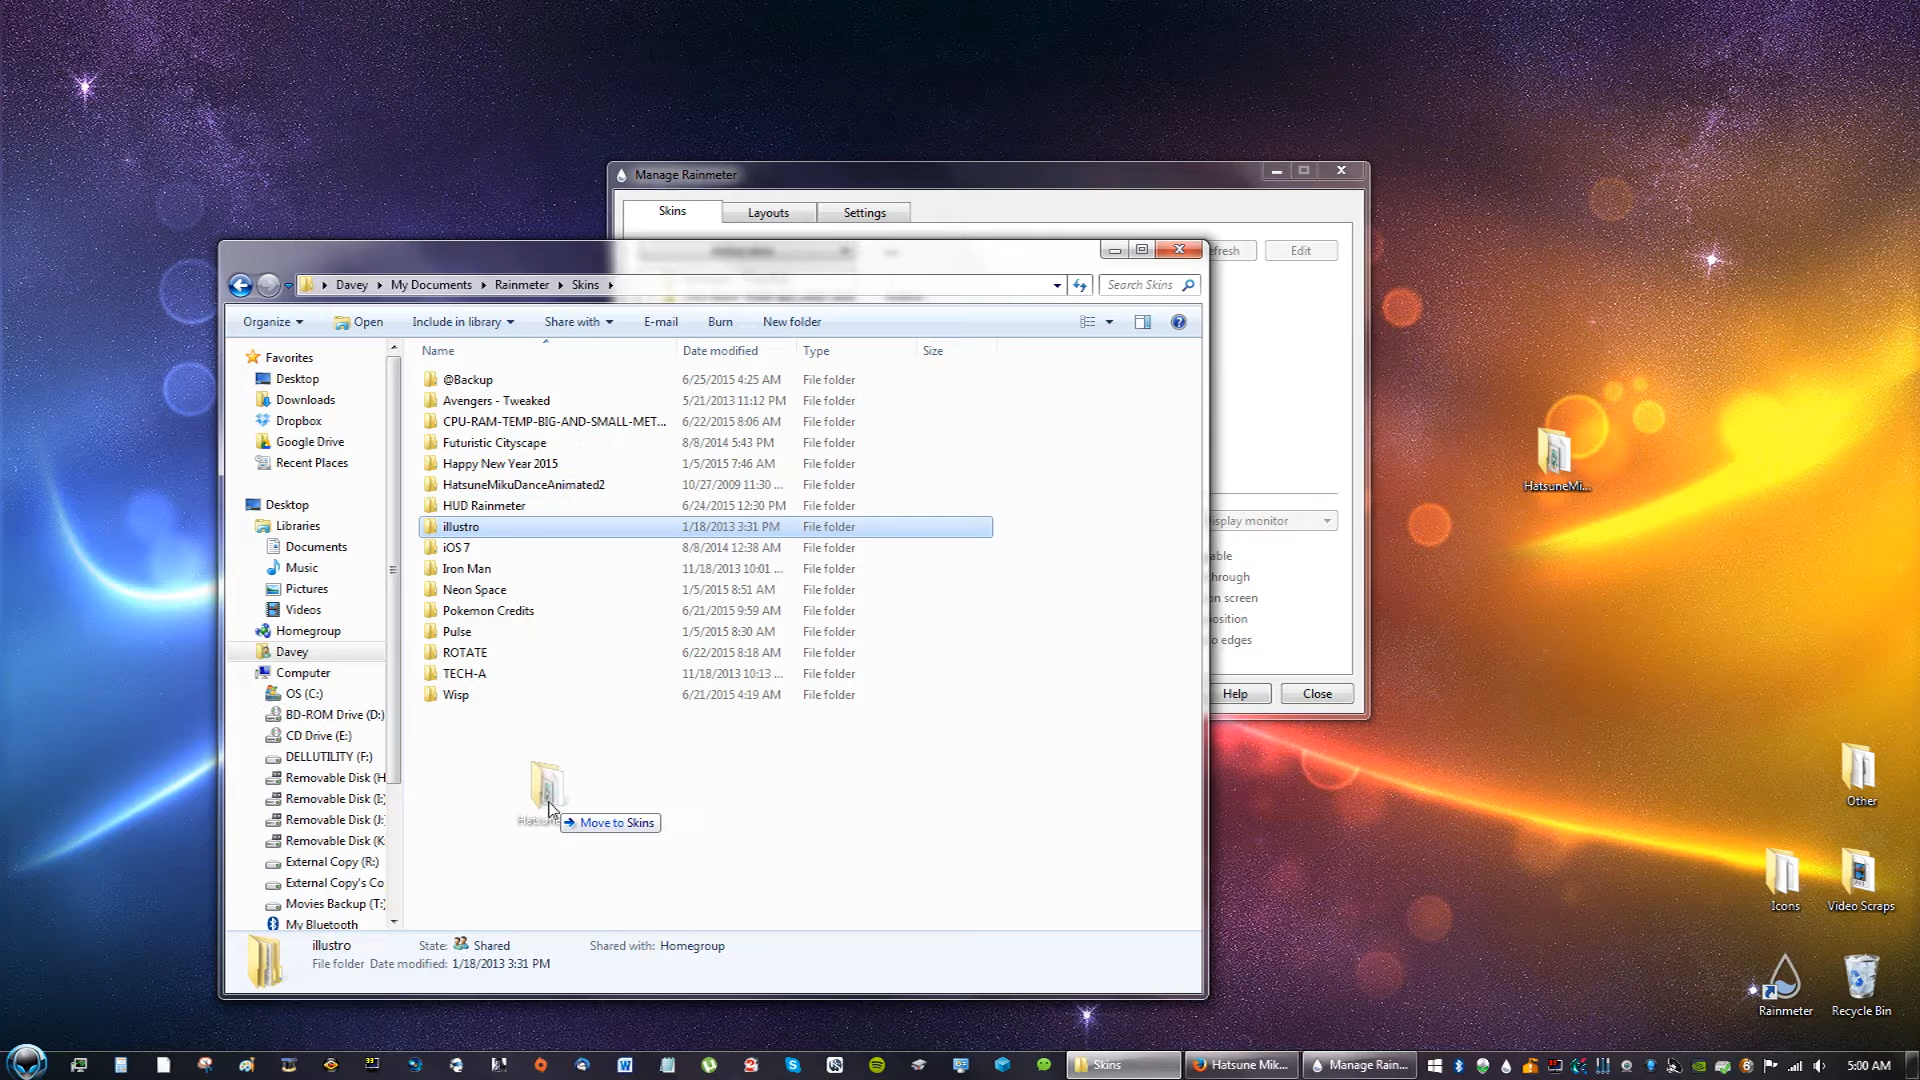 Manage Rainmeter
Skins
Layouts
Settings
Edit
Davey
My Documents
Rainmeter
Skins
Search Skins
Organize
Open
Include in library
Share with
E-mail
Burn
New folder
Name
Date modified
Type
Size
@Backup 6/25/2015 4:25 AM File folder
Avengers - Tweaked 5/21/2013 11:12 PM File folder
CPU-RAM-TEMP-BIG-AND-SMALL-MET... 6/22/2015 8:06 AM File folder
Futuristic Cityscape 8/8/2014 5:43 PM File folder
Happy New Year 2015 1/5/2015 7:46 AM File folder
HatsuneMikuDanceAnimated2 10/27/2009 11:30 ... File folder
HUD Rainmeter 6/24/2015 12:30 PM File folder
illustro 1/18/2013 3:31 PM File folder
iOS 7 8/8/2014 12:38 AM File folder
Iron Man 11/18/2013 10:01 ... File folder
Neon Space 1/5/2015 8:51 AM File folder
Pokemon Credits 6/21/2015 9:59 AM File folder
Pulse 1/5/2015 8:30 AM File folder
ROTATE 6/22/2015 8:18 AM File folder
TECH-A 11/18/2013 10:13 ... File folder
Wisp 6/21/2015 4:19 AM File folder
Favorites
Desktop
Downloads
Dropbox
Google Drive
Recent Places
Desktop
Libraries
Documents
Music
Pictures
Videos
Homegroup
Davey
Computer
OS (C:)
BD-ROM Drive (D:)
CD Drive (E:)
DELLUTILITY (F:)
Removable Disk (H
Removable Disk (I:
Removable Disk (J:
Removable Disk (K
External Copy (R:)
External Copy's Co
Movies Backup (T:)
My Bluetooth
Move to Skins
illustro
State: Shared
Shared with: Homegroup
File folder Date modified: 1/18/2013 3:31 PM
efresh
isplay monitor
able
hrough
on screen
osition
o edges
Help
Close
HatsuneMi...
Other
Icons
Video Scraps
Rainmeter
Recycle Bin
Skins
Hatsune Mik...
Manage Rain...
5:00 AM